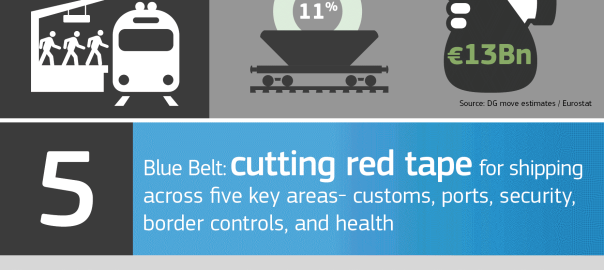 11%
€13Bn
Source: DG move estimates / Eurostat
5
Blue Belt: cutting red tape for shipping
across five key areas- customs, ports, security,
border controls, and health